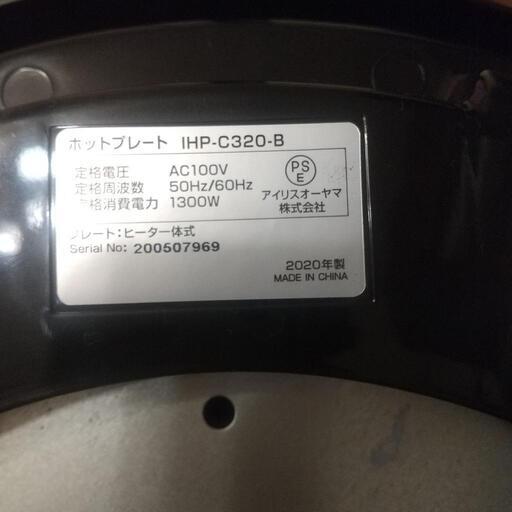 ホットプレート IHP-C320-B
定格電圧 AC100V
定格周波数 50Hz/60Hz
定格消費電力 1300W
PS
E
アイリスオーヤマ
株式会社
プレート:ヒーター体式
Serial No: 200507969
2020年製
MADE IN CHINA